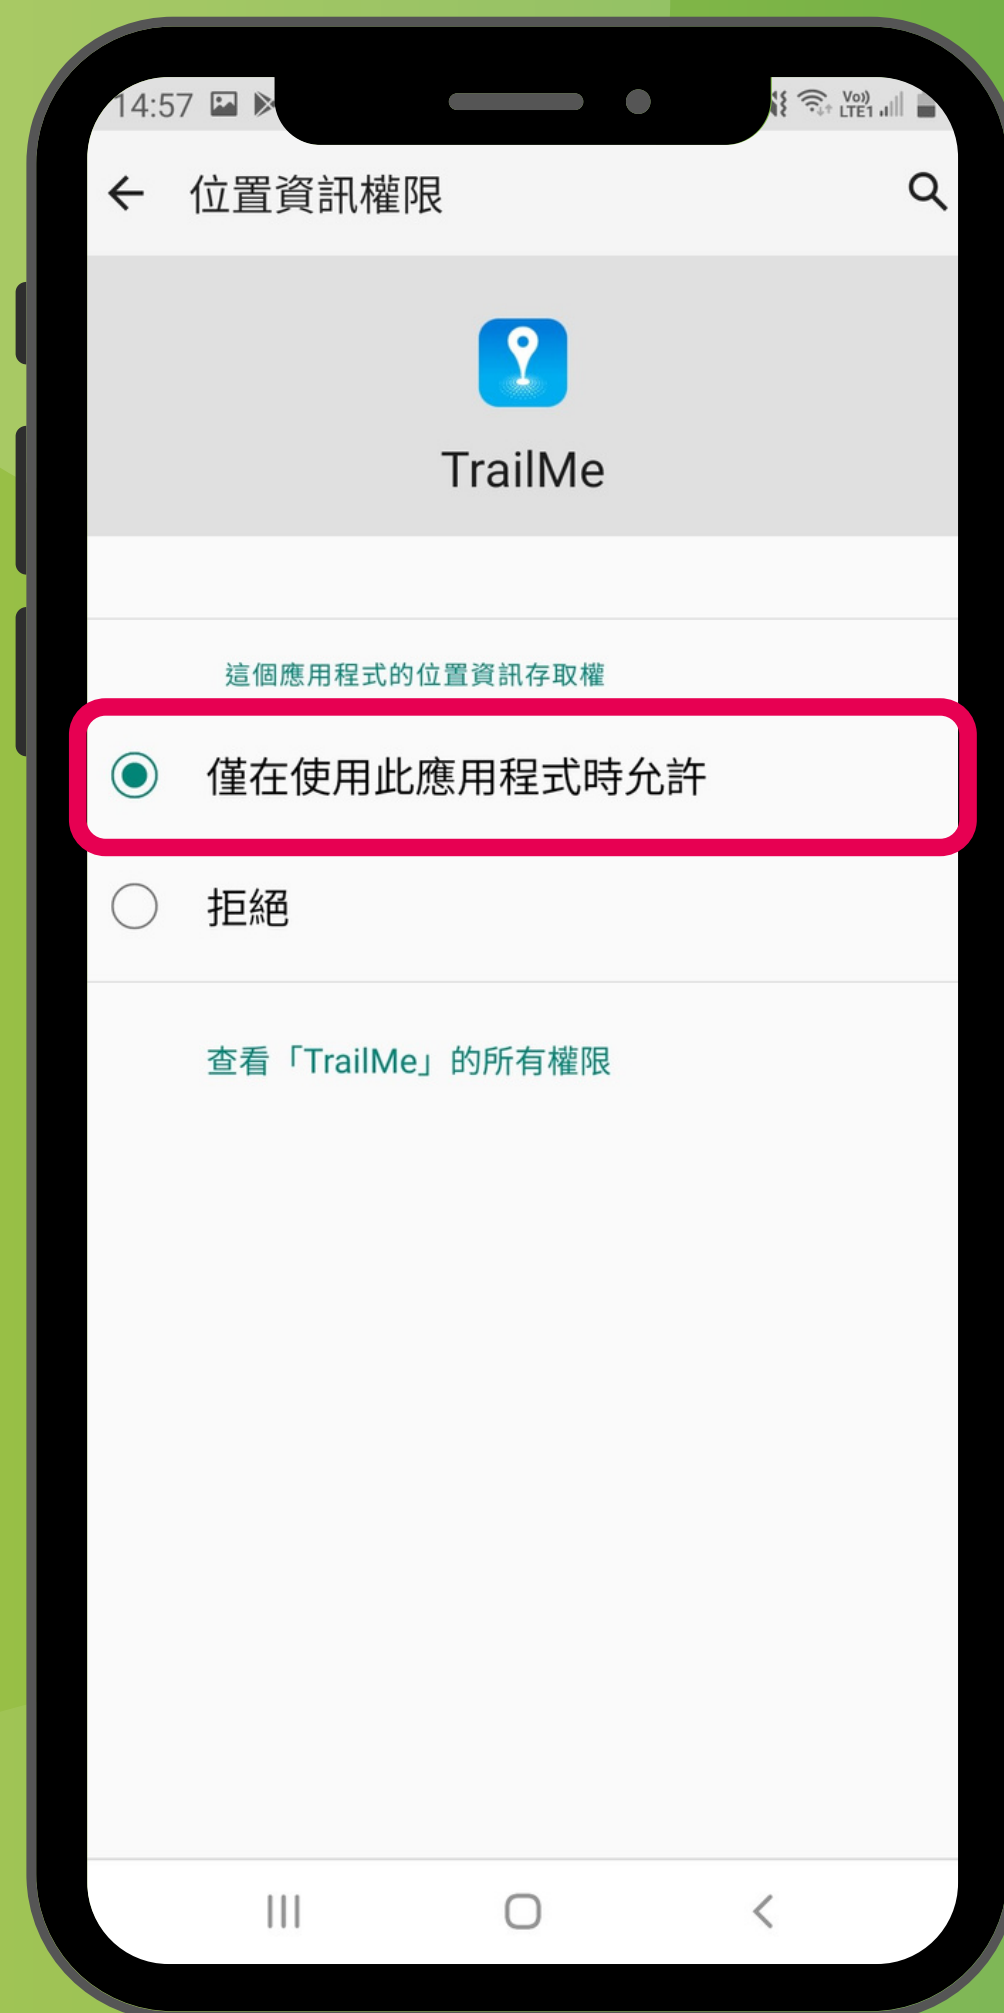 14:57
Vo)) LTE1
位置資訊權限
TrailMe
這個應用程式的位置資訊存取權
僅在使用此應用程式時允許
拒絕
查看「TrailMe」的所有權限